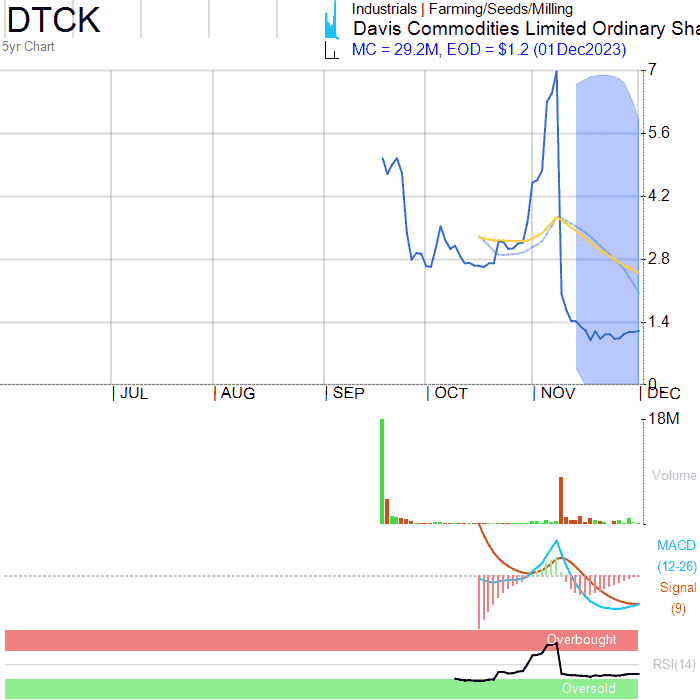 DTCK
Industrials | Farming/Seeds/Milling
Davis Commodities Limited Ordinary Sha
5yr Chart
MC = 29.2M, EOD = $1.2 (01Dec2023)
7
5.6
4.2
2.8
1.4
0
JUL AUG SEP OCT NOV DEC
18M
Volume
MACD
(12-26)
Signal
(9)
Overbought
RSI(14)
Oversold